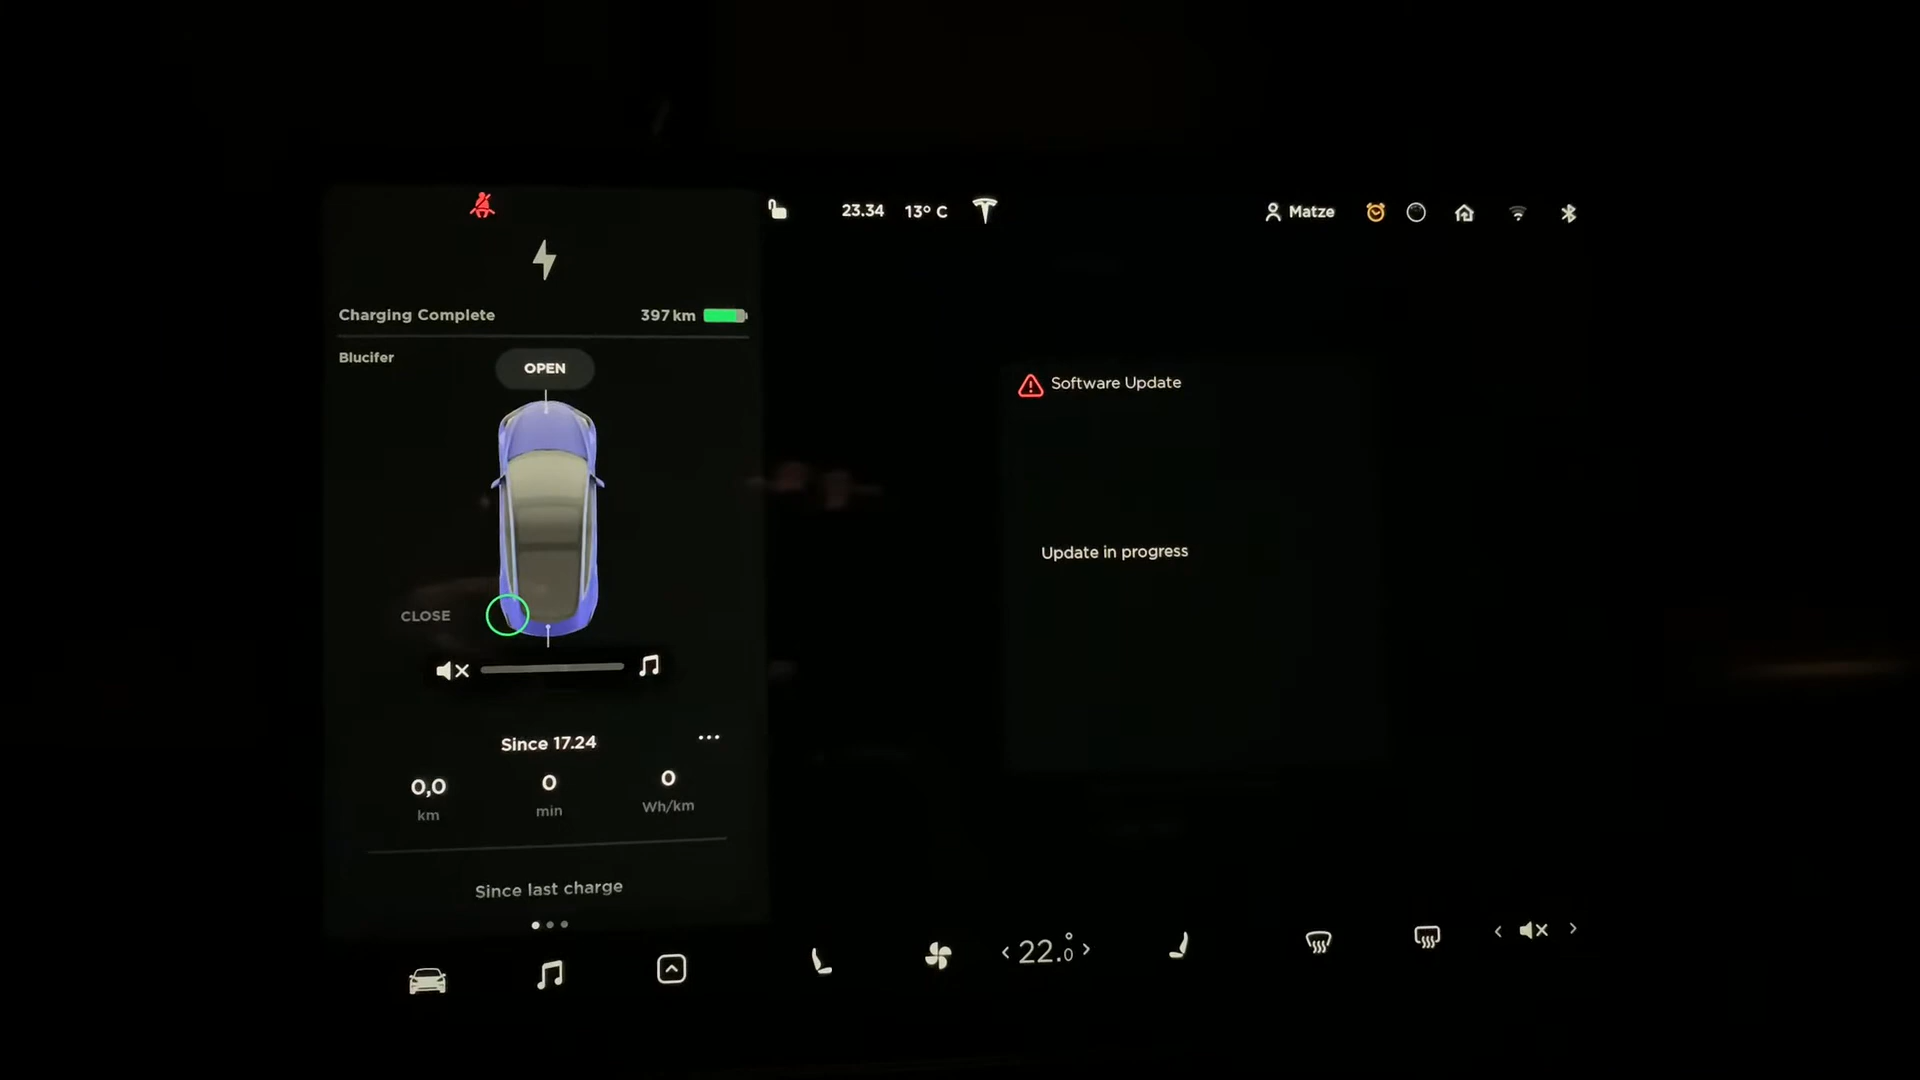 23.34 13° C
Matze
Charging Complete 397 km
Blucifer
OPEN
Software Update
Update in progress
CLOSE
Since 17.24
0,0 0 0
km min Wh/km
Since last charge
22.0°